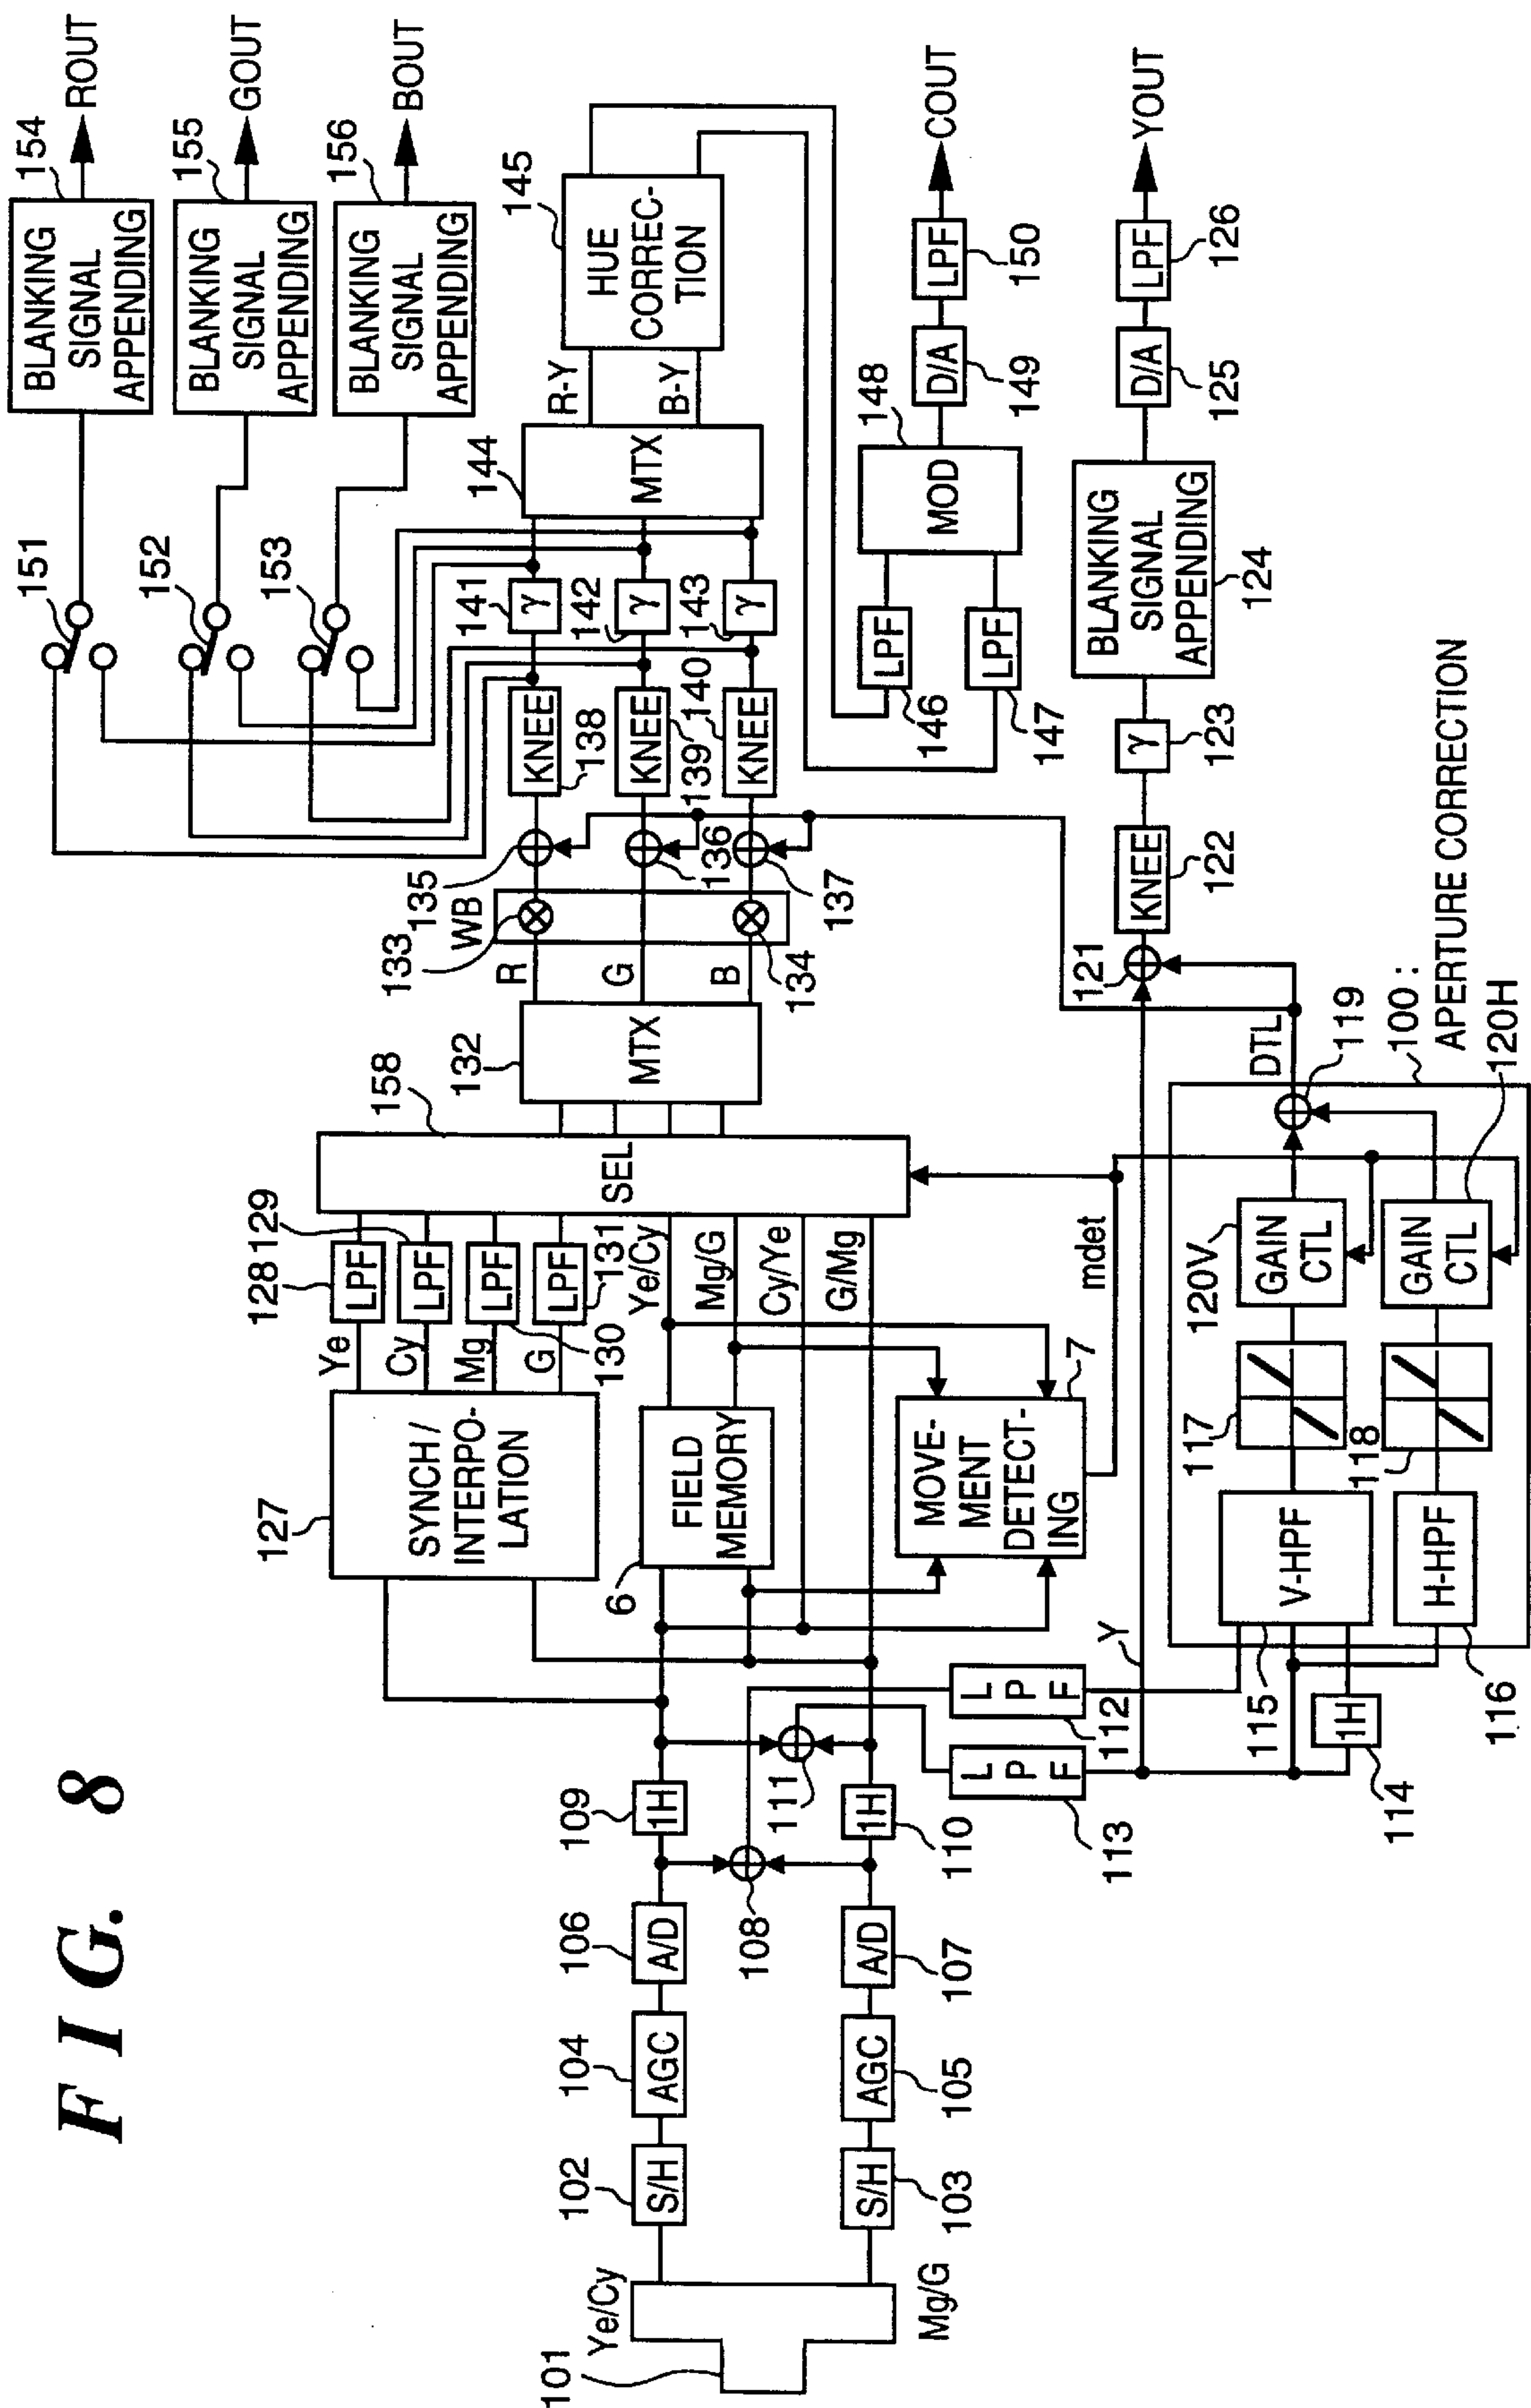 FIG. 8
101
Ye/Cy
Mg/G
102
S/H
103
S/H
104
AGC
105
AGC
106
A/D
107
A/D
108
109
1H
110
1H
111
112
LPF
113
LPF
114
1H
Y
127
SYNCH /
INTERPO-
LATION
Ye
Cy
Mg
G
128
LPF
129
LPF
130
LPF
131
LPF
6
FIELD
MEMORY
Ye/Cy
Mg/G
Cy/Ye
G/Mg
7
MOVE-
MENT
DETECT-
ING
mdet
158
SEL
132
MTX
R
G
B
WB
133
134
135
136
137
138
KNEE
139
KNEE
140
KNEE
141
γ
142
γ
143
γ
144
MTX
R-Y
B-Y
145
HUE
CORREC-
TION
146
LPF
147
LPF
148
MOD
149
D/A
150
LPF
COUT
151
152
153
154
BLANKING
SIGNAL
APPENDING
ROUT
155
BLANKING
SIGNAL
APPENDING
GOUT
156
BLANKING
SIGNAL
APPENDING
BOUT
115
V-HPF
116
H-HPF
117
118
120V
GAIN
CTL
120H
GAIN
CTL
119
DTL
100 :
APERTURE CORRECTION
121
122
KNEE
123
γ
124
BLANKING
SIGNAL
APPENDING
125
D/A
126
LPF
YOUT